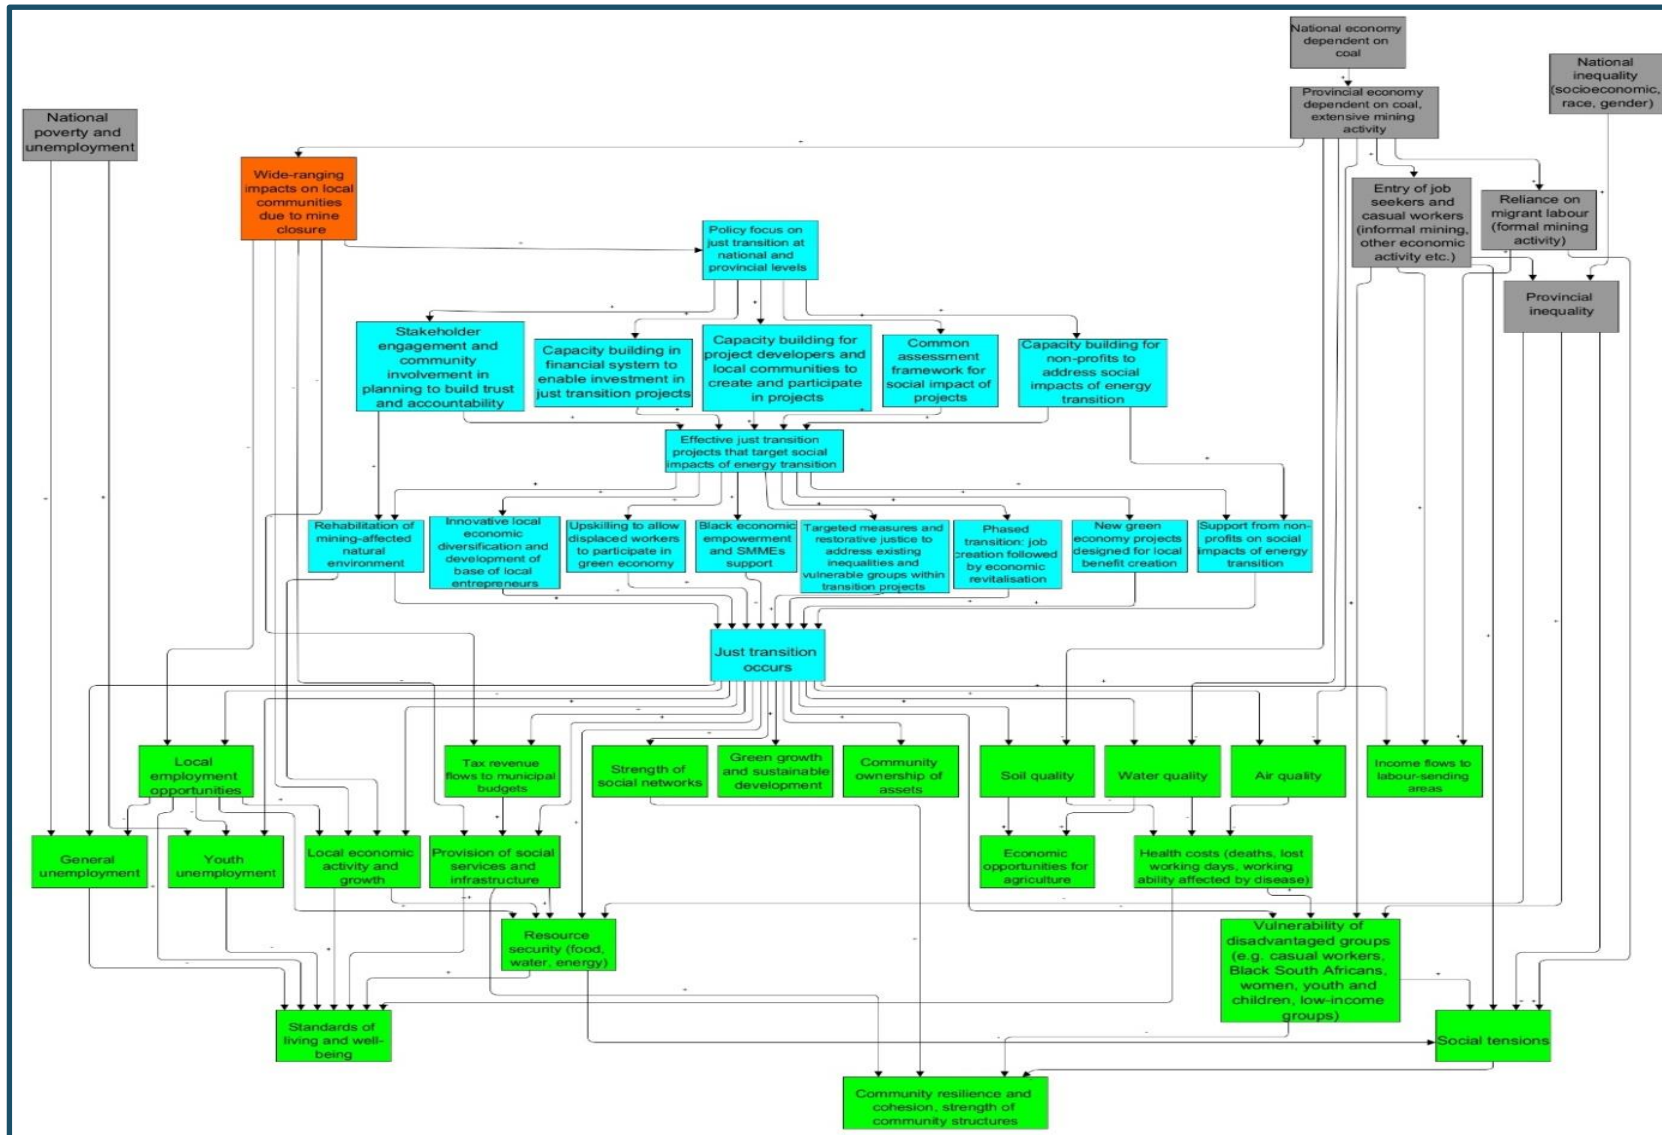 National economy
dependent on
coal
National
inequality
(socioeconomic,
race, gender)
Provincial economy
dependent on coal,
extensive mining
activity
National
poverty and
unemployment
Wide-ranging
impacts on local
communities
due to mine
closure
Entry of job
seekers and
casual workers
(informal mining,
other economic
activity etc.)
Reliance on
migrant labour
(formal mining
activity)
Policy focus on
just transition at
national and
provincial levels
Provincial
inequality
Stakeholder
engagement and
community
involvement in
planning to build trust
and accountability
Capacity building in
financial system to
enable investment in
just transition projects
Capacity building for
project developers and
local communities to
create and participate
in projects
Common
assessment
framework for
social impact of
projects
Capacity building for
non-profits to
address social
impacts of energy
transition
Effective just transition
projects that target social
impacts of energy transition
Rehabilitation of
mining-affected
natural
environment
Innovative local
economic
diversification and
development of
base of local
entrepreneurs
Upskilling to allow
displaced workers
to participate in
green economy
Black economic
empowerment
and SMMEs
support
Targeted measures and
restorative justice to
address existing
inequalities and
vulnerable groups within
transition projects
Phased
transition: job
creation followed
by economic
revitalisation
New green
economy projects
designed for local
benefit creation
Support from non-
profits on social
impacts of energy
transition
Just transition
occurs
Local
employment
opportunities
Tax revenue
flows to municipal
budgets
Strength of
social networks
Green growth
and sustainable
development
Community
ownership of
assets
Soil quality
Water quality
Air quality
Income flows to
labour-sending
areas
General
unemployment
Youth
unemployment
Local economic
activity and
growth
Provision of social
services and
infrastructure
Economic
opportunities for
agriculture
Health costs (deaths, lost
working days, working
ability affected by disease)
Resource
security (food,
water, energy)
Vulnerability of
disadvantaged groups
(e.g. casual workers,
Black South Africans,
women, youth and
children, low-income
groups)
Standards of
living and well-
being
Social tensions
Community resilience and
cohesion, strength of
community structures